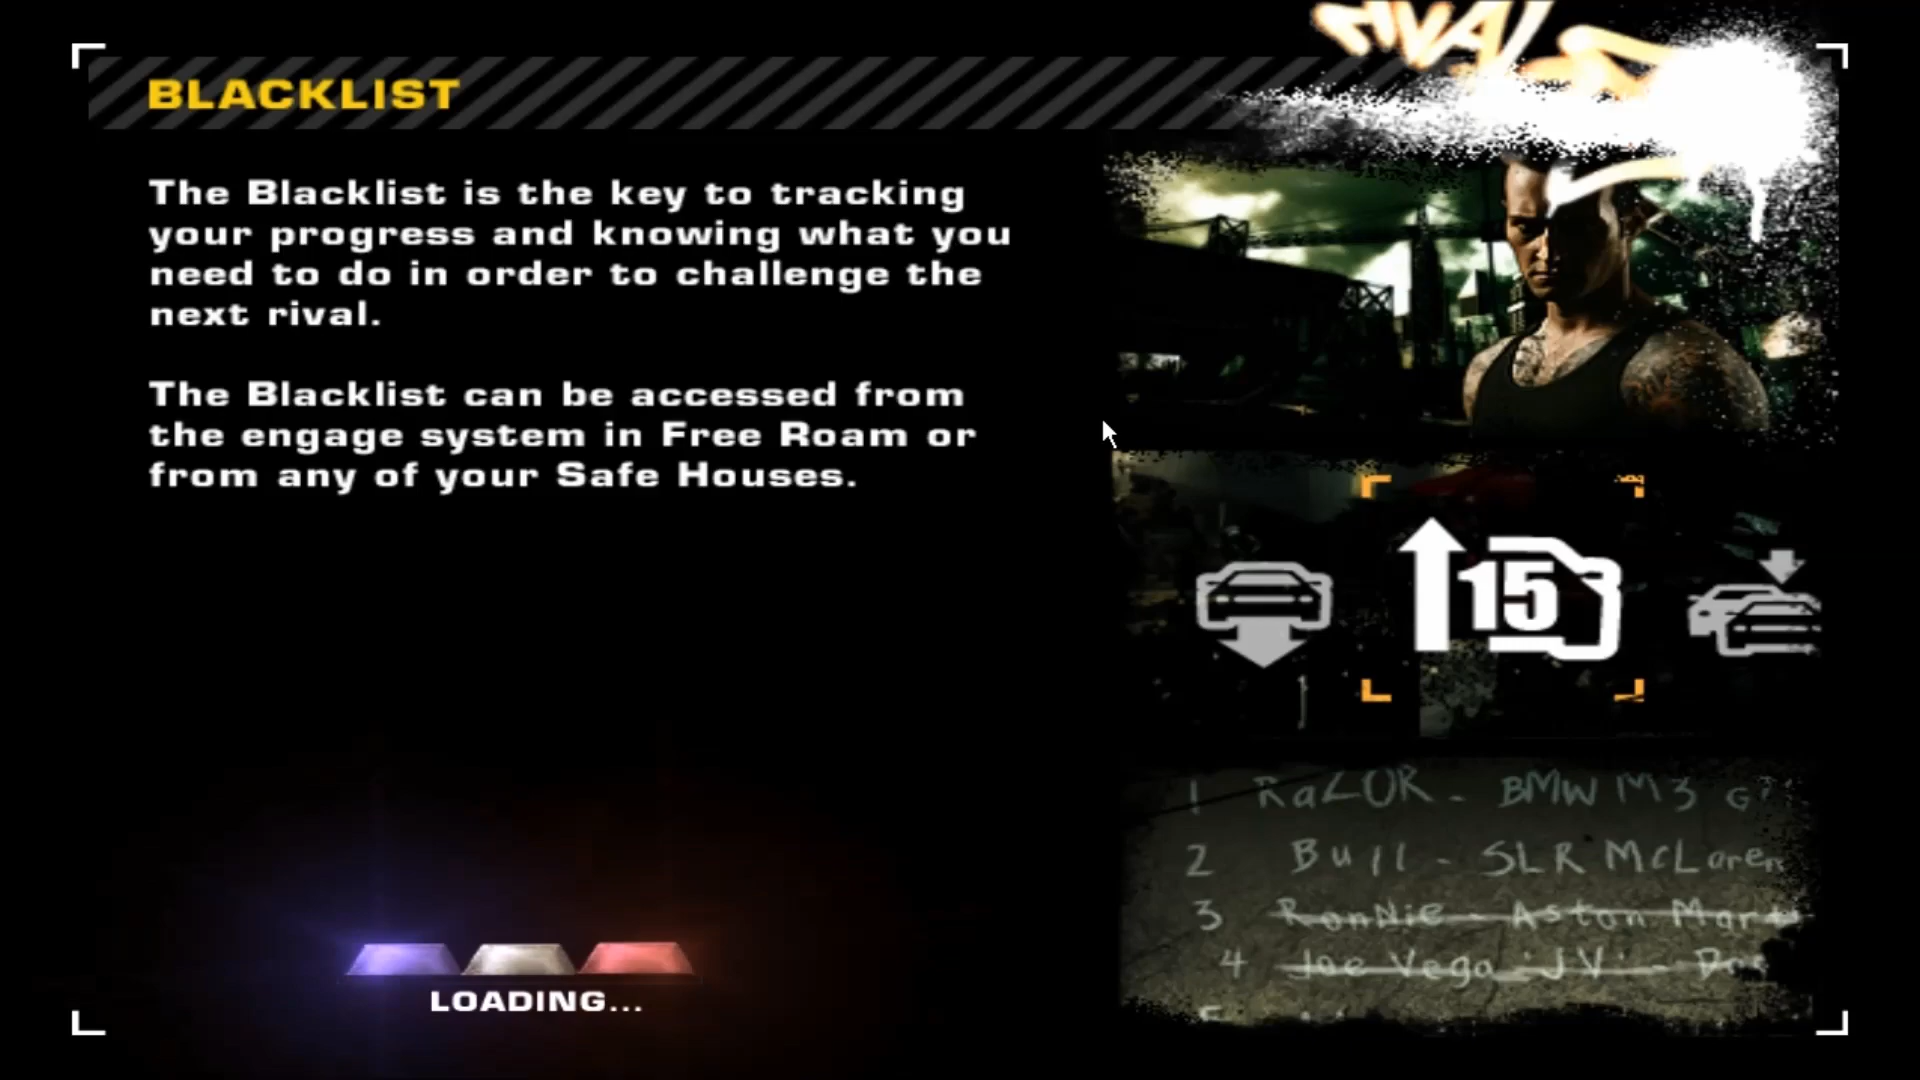 BLACKLIST
The Blacklist is the key to tracking
your progress and knowing what you
need to do in order to challenge the
next rival.
The Blacklist can be accessed from
the engage system in Free Roam or
from any of your Safe Houses.
15
1 RaZOR - BMW M3
2 Bull - SLR McLaren
3 Ronnie - Aston
4 Joe Vega 'JV' -
LOADING...